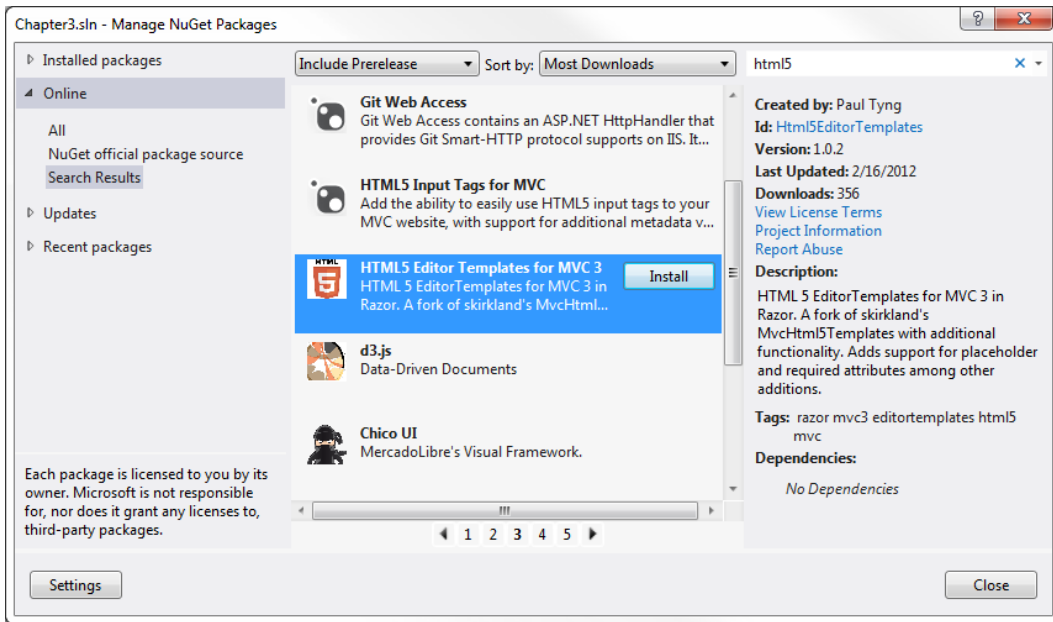 Chapter3.sln - Manage NuGet Packages
Installed packages
Online
All
NuGet official package source
Search Results
Updates
Recent packages
Each package is licensed to you by its
owner. Microsoft is not responsible
for, nor does it grant any licenses to,
third-party packages.
Include Prerelease
Sort by: Most Downloads
Git Web Access
Git Web Access contains an ASP.NET HttpHandler that
provides Git Smart-HTTP protocol supports on IIS. It...
HTML5 Input Tags for MVC
Add the ability to easily use HTML5 input tags to your
MVC website, with support for additional metadata v...
HTML
5
HTML5 Editor Templates for MVC 3
HTML 5 EditorTemplates for MVC 3 in
Razor. A fork of skirkland's MvcHtml...
Install
d3.js
Data-Driven Documents
Chico UI
MercadoLibre's Visual Framework.
1 2 3 4 5
html5
Created by: Paul Tyng
Id: Html5EditorTemplates
Version: 1.0.2
Last Updated: 2/16/2012
Downloads: 356
View License Terms
Project Information
Report Abuse
Description:
HTML 5 EditorTemplates for MVC 3 in
Razor. A fork of skirkland's
MvcHtml5Templates with additional
functionality. Adds support for placeholder
and required attributes among other
additions.
Tags: razor mvc3 editortemplates html5
mvc
Dependencies:
No Dependencies
Settings
Close